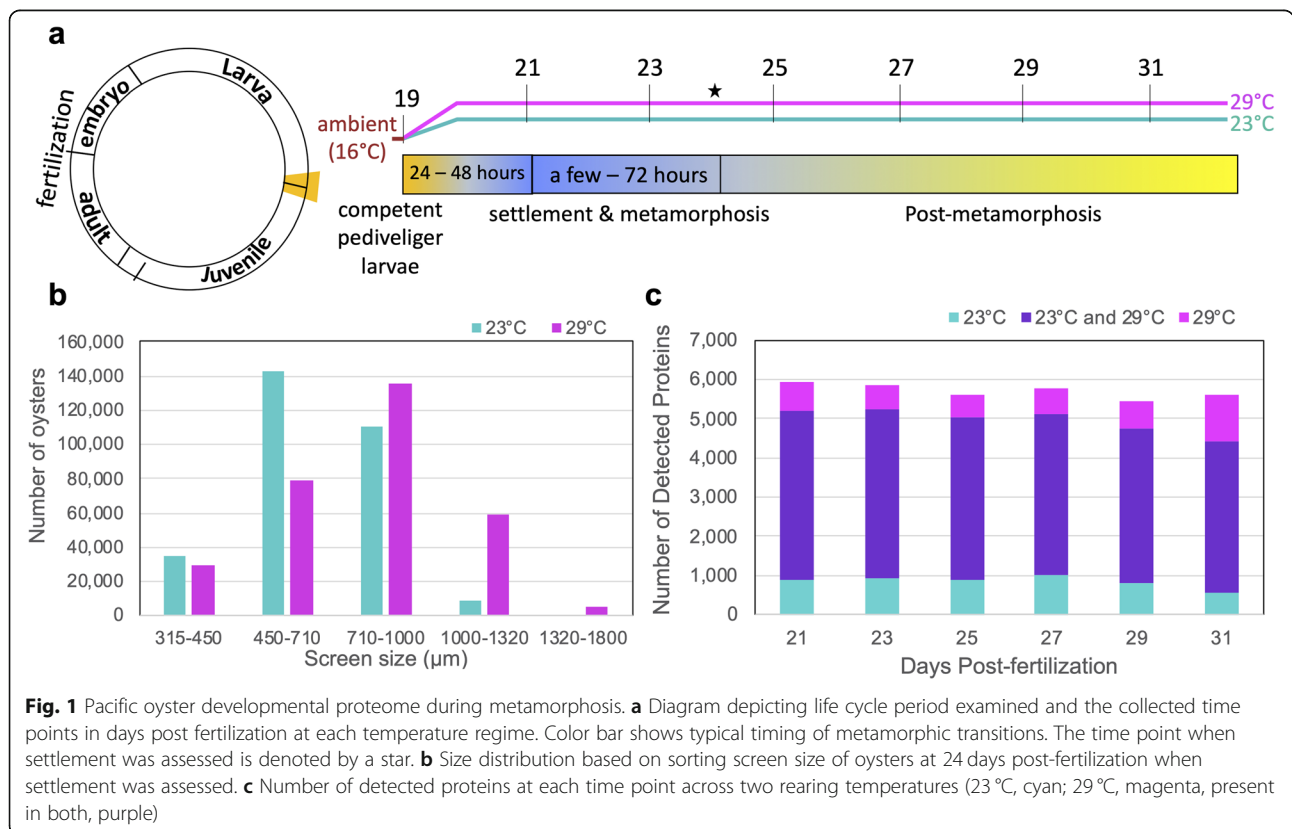 a
fertilization
embryo
Larva
adult
Juvenile
19
21
23
★
25
27
29
31
ambient
(16°C)
29°C
23°C
24 – 48 hours
a few – 72 hours
competent
pediveliger
larvae
settlement & metamorphosis
Post-metamorphosis
b
23°C 29°C
Number of oysters
160,000
140,000
120,000
100,000
80,000
60,000
40,000
20,000
0
315-450 450-710 710-1000 1000-1320 1320-1800
Screen size (µm)
c
23°C 23°C and 29°C 29°C
Number of Detected Proteins
7,000
6,000
5,000
4,000
3,000
2,000
1,000
0
21 23 25 27 29 31
Days Post-fertilization
Fig. 1 Pacific oyster developmental proteome during metamorphosis. a Diagram depicting life cycle period examined and the collected time
points in days post fertilization at each temperature regime. Color bar shows typical timing of metamorphic transitions. The time point when
settlement was assessed is denoted by a star. b Size distribution based on sorting screen size of oysters at 24 days post-fertilization when
settlement was assessed. c Number of detected proteins at each time point across two rearing temperatures (23 °C, cyan; 29 °C, magenta, present
in both, purple)